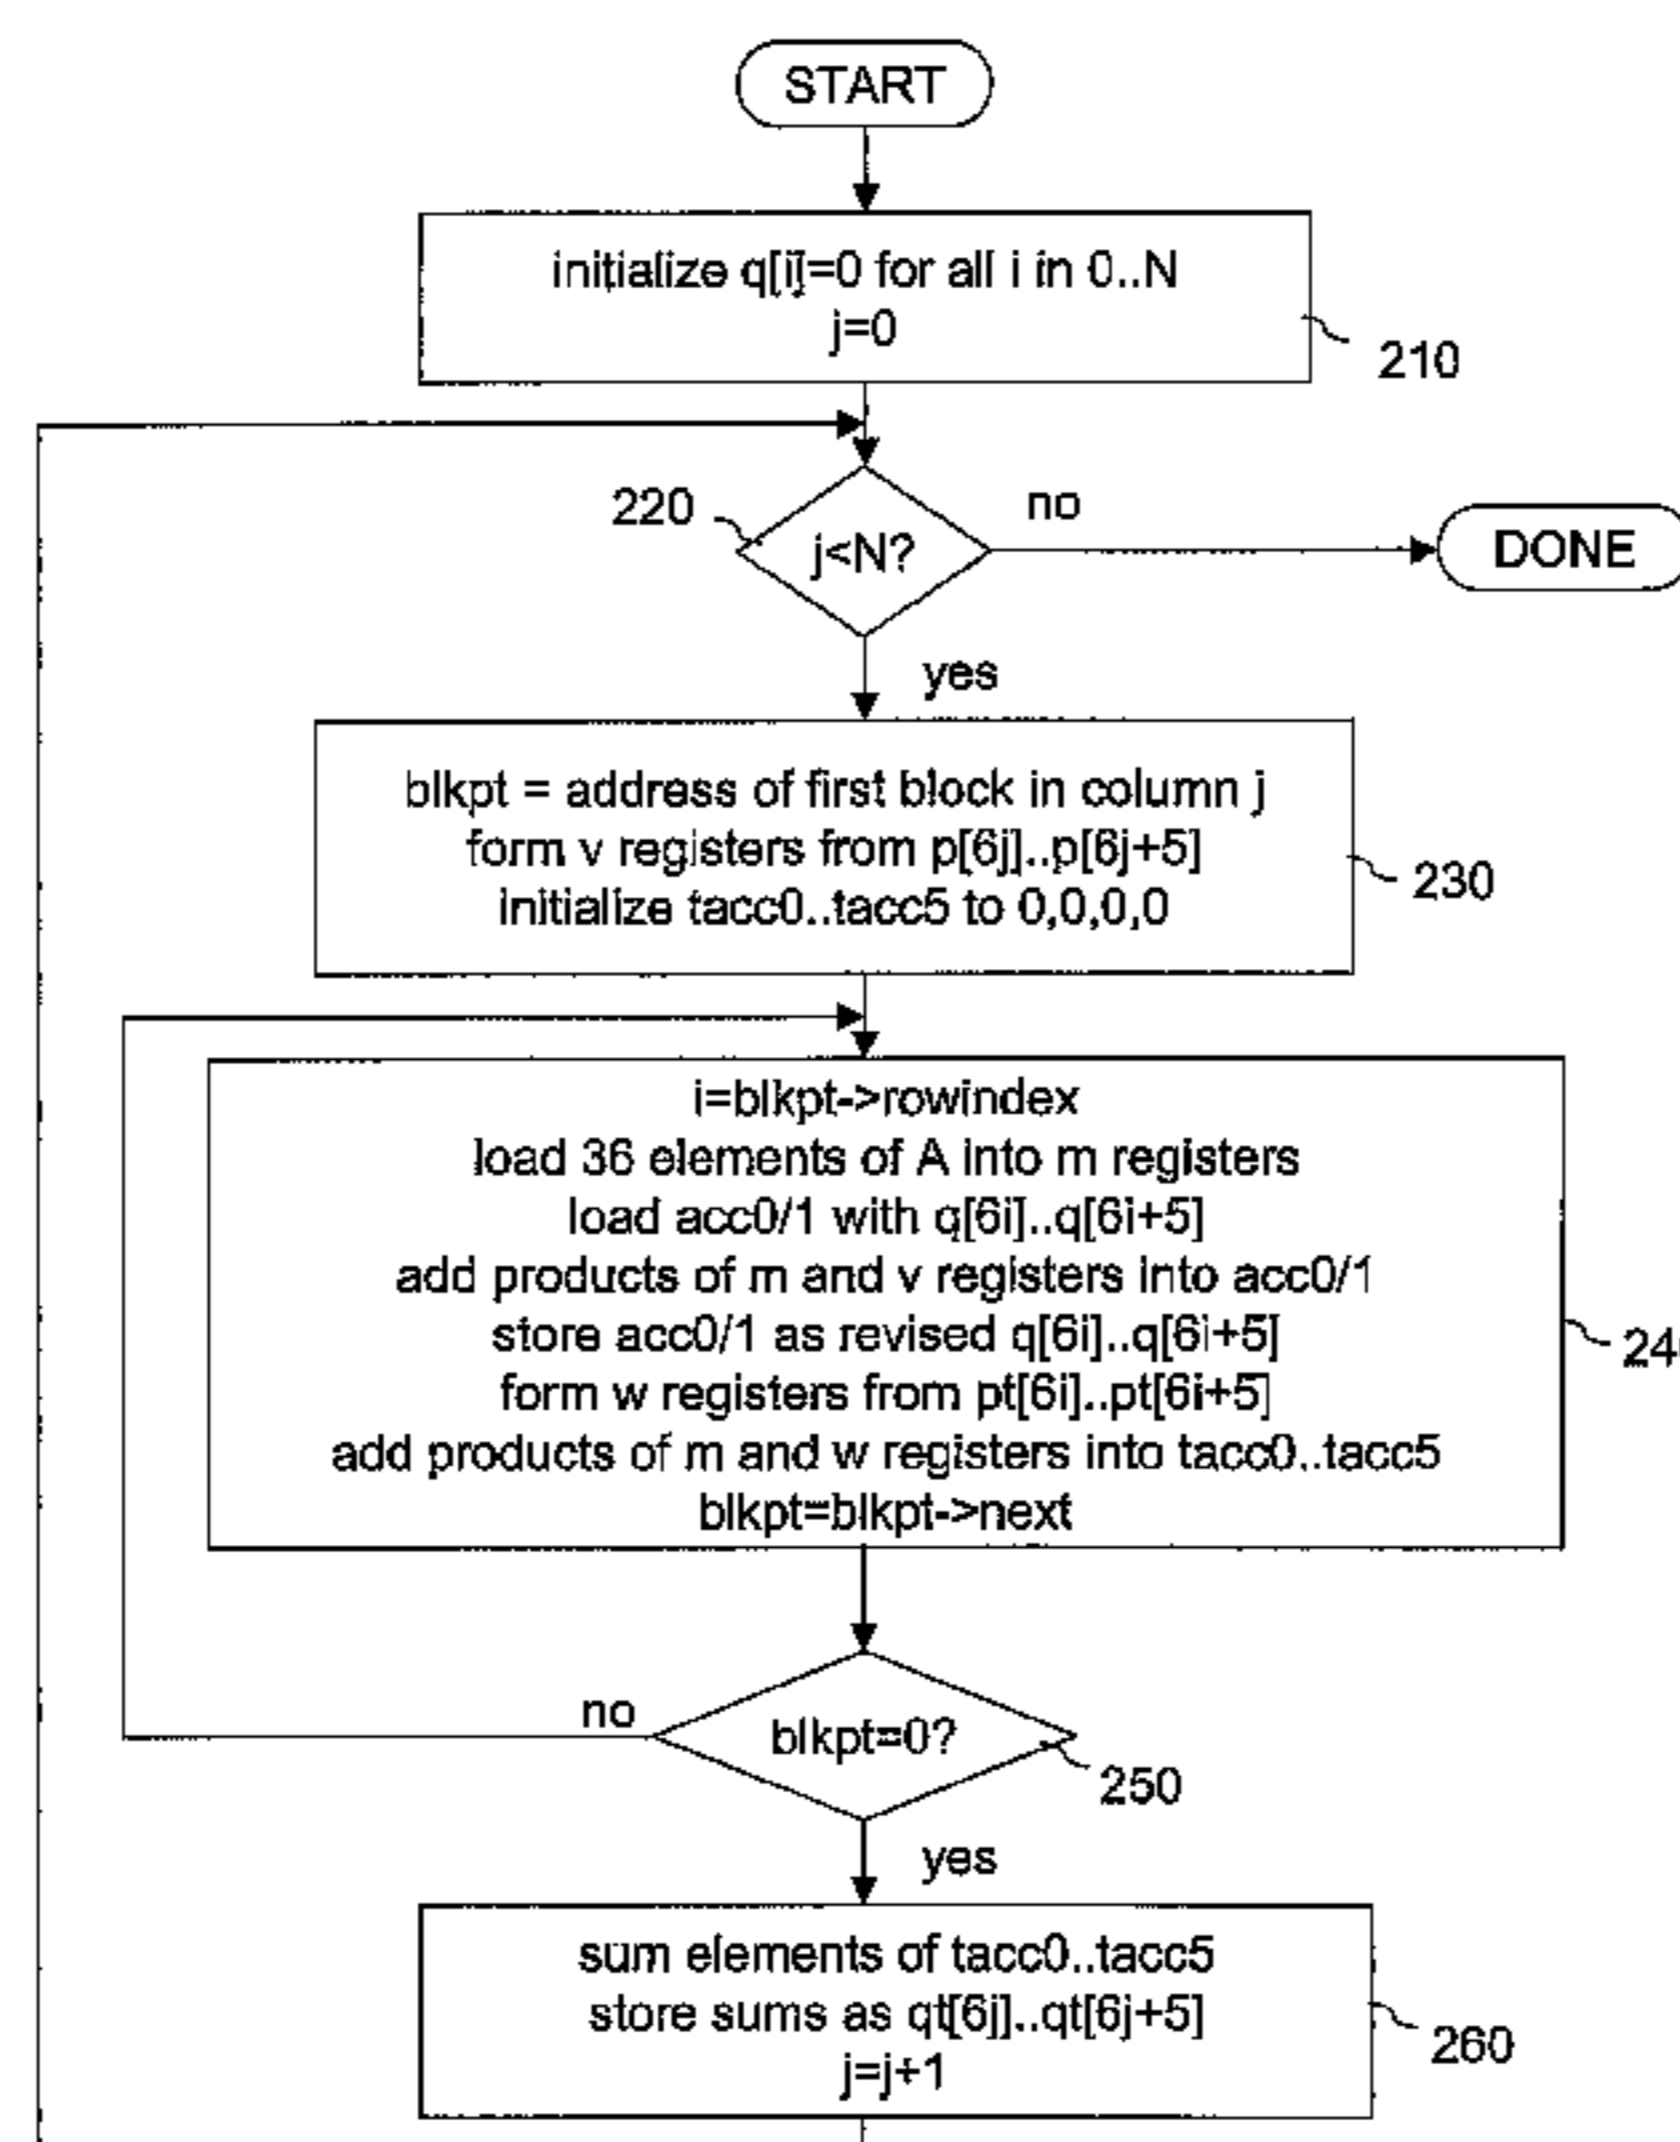 START
initialize q[i]=0 for all i in 0..N
j=0
210
220
j<N?
no
DONE
yes
blkpt = address of first block in column j
form v registers from p[6j]..p[6j+5]
initialize tacc0..tacc5 to 0,0,0,0
230
i=blkpt->rowindex
load 36 elements of A into m registers
load acc0/1 with q[6i]..q[6i+5]
add products of m and v registers into acc0/1
store acc0/1 as revised q[6i]..q[6i+5]
form w registers from pt[6i]..pt[6i+5]
add products of m and w registers into tacc0..tacc5
blkpt=blkpt->next
no
blkpt=0?
250
yes
sum elements of tacc0..tacc5
store sums as qt[6j]..qt[6j+5]
j=j+1
260